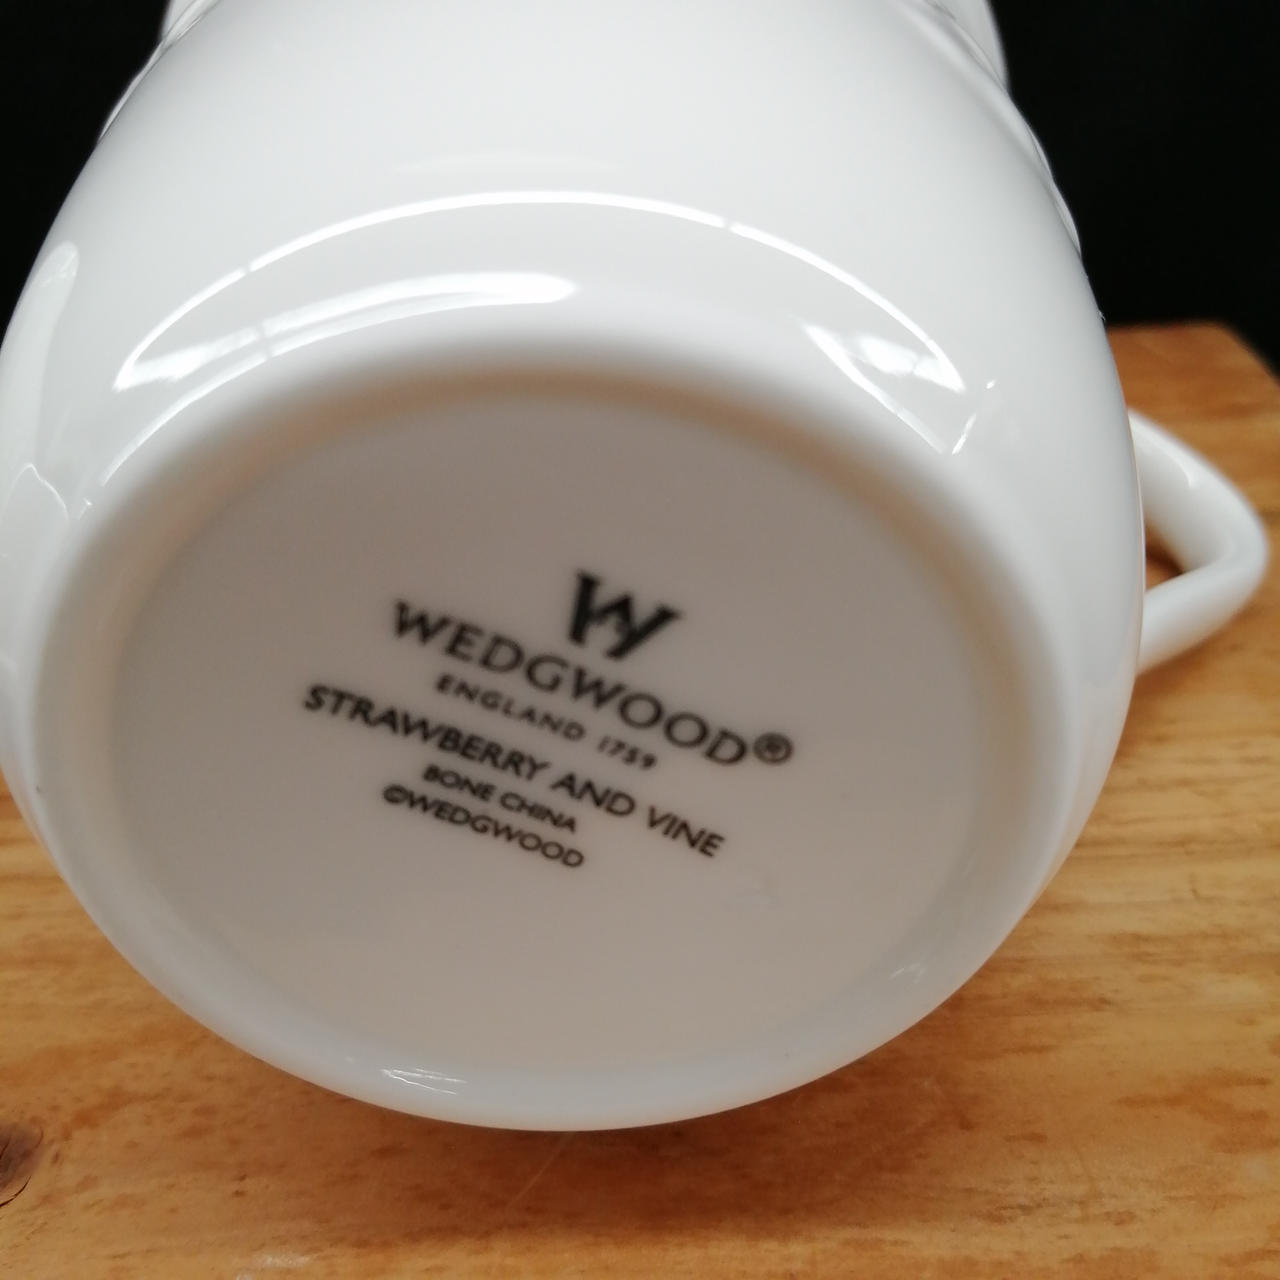 W
WEDGWOOD®
ENGLAND 1759
STRAWBERRY AND VINE
BONE CHINA
©WEDGWOOD